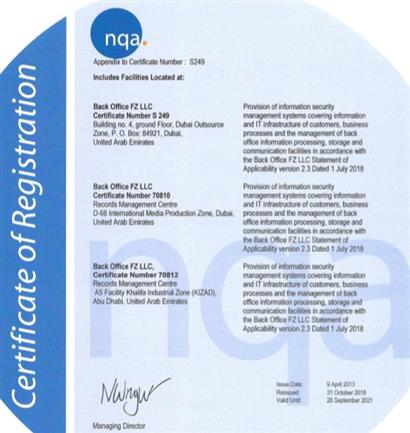 nqa.
Appendix to Certificate Number : S249
Includes Facilities Located at:
Certificate of Registration
Back Office FZ LLC
Certificate Number S 249
Building no. 4, ground Floor, Dubai Outsource
Zone, P. O. Box: 84921, Dubai,
United Arab Emirates
Provision of information security
management systems covering information
and IT infrastructure of customers, business
processes and the management of back
office information processing, storage and
communication facilities in accordance with
the Back Office FZ LLC Statement of
Applicability version 2.3 Dated 1 July 2018
Back Office FZ LLC
Certificate Number 70810
Records Management Centre
D-68 International Media Production Zone, Dubai,
United Arab Emirates
Provision of information security
management systems covering information
and IT infrastructure of customers, business
processes and the management of back
office information processing, storage and
communication facilities in accordance with
the Back Office FZ LLC Statement of
Applicability version 2.3 Dated 1 July 2018
Back Office FZ LLC,
Certificate Number 70812
Records Management Centre
A5 Facility Khalifa Industrial Zone (KIZAD),
Abu Dhabi, United Arab Emirates
Provision of information security
management systems covering information
and IT infrastructure of customers, business
processes and the management of back
office information processing, storage and
communication facilities in accordance with
the Back Office FZ LLC Statement of
Applicability version 2.3 Dated 1 July 2018
nqa
Managing Director
Issue Date: 9 April 2013
Reissued: 31 October 2018
Valid Until: 28 September 2021